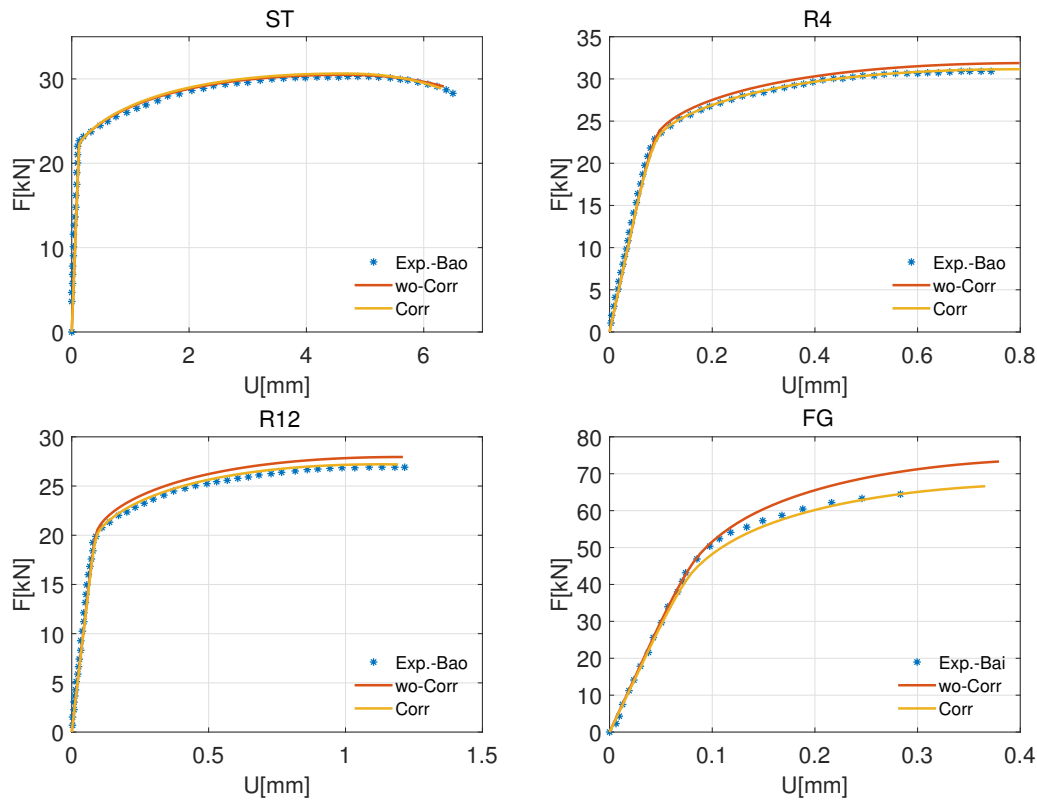 ST
F[kN]
30
20
10
0
0
2
4
6
U[mm]
Exp.-Bao
wo-Corr
Corr
R4
F[kN]
35
30
25
20
15
10
5
0
0
0.2
0.4
0.6
0.8
U[mm]
Exp.-Bao
wo-Corr
Corr
R12
F[kN]
30
25
20
15
10
5
0
0
0.5
1
1.5
U[mm]
Exp.-Bao
wo-Corr
Corr
FG
F[kN]
80
70
60
50
40
30
20
10
0
0
0.1
0.2
0.3
0.4
U[mm]
Exp.-Bai
wo-Corr
Corr